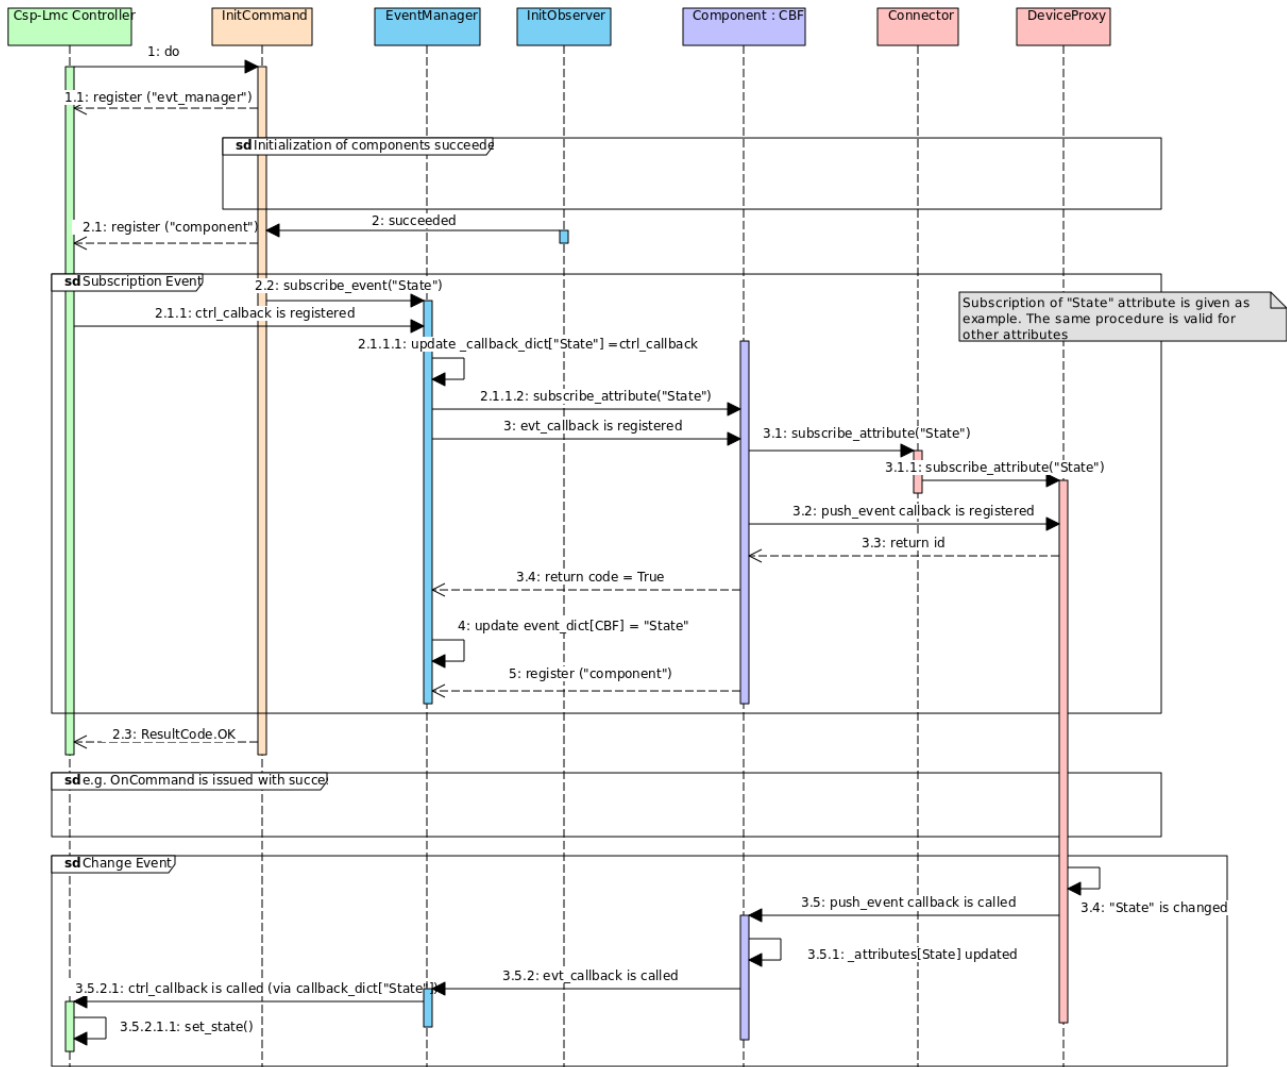 Csp-Lmc Controller
InitCommand
EventManager
InitObserver
Component : CBF
Connector
DeviceProxy
1: do
1.1: register ("evt_manager")
sd Initialization of components succeede
2: succeeded
2.1: register ("component")
sd Subscription Event
2.2: subscribe_event("State")
Subscription of "State" attribute is given as
example. The same procedure is valid for
other attributes
2.1.1: ctrl_calback is registered
2.1.1.1: update _callback_dict["State"] =ctrl_callback
2.1.1.2: subscribe_attribute("State")
3: evt_callback is registered
3.1: subscribe_attribute("State")
3.1.1: subscribe_attribute("State")
3.2: push_event callback is registered
3.3: return id
3.4: return code = True
4: update event_dict[CBF] = "State"
5: register ("component")
2.3: ResultCode.OK
sd e.g. OnCommand is issued with succe
sd Change Event
3.4: "State" is changed
3.5: push_event callback is called
3.5.1: _attributes[State] updated
3.5.2: evt_callback is called
3.5.2.1: ctrl_callback is called (via callback_dict["State"])
3.5.2.1.1: set_state()